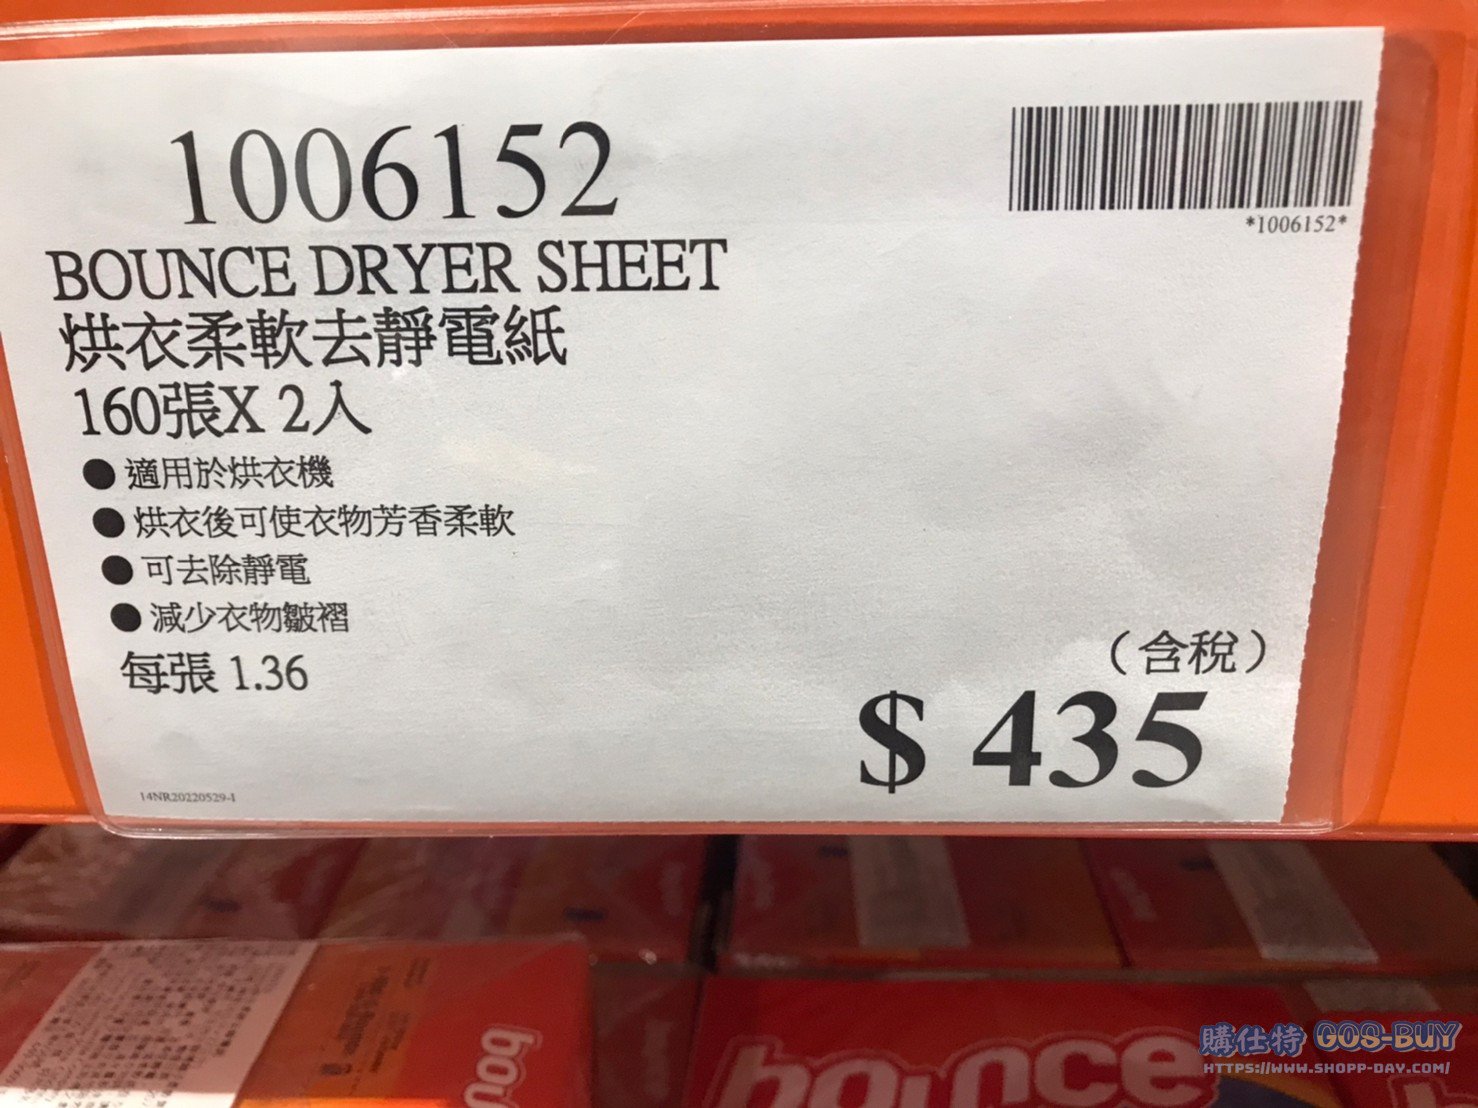 1006152
*1006152*
BOUNCE DRYER SHEET
烘衣柔軟去靜電紙
160張X 2入
● 適用於烘衣機
● 烘衣後可使衣物芳香柔軟
● 可去除靜電
● 減少衣物皺褶
每張 1.36
（含稅）
$ 435
14NR20220529-1
bou
bounce
購仕特 GOS-BUY
HTTPS://WWW.SHOPP-DAY.COM/